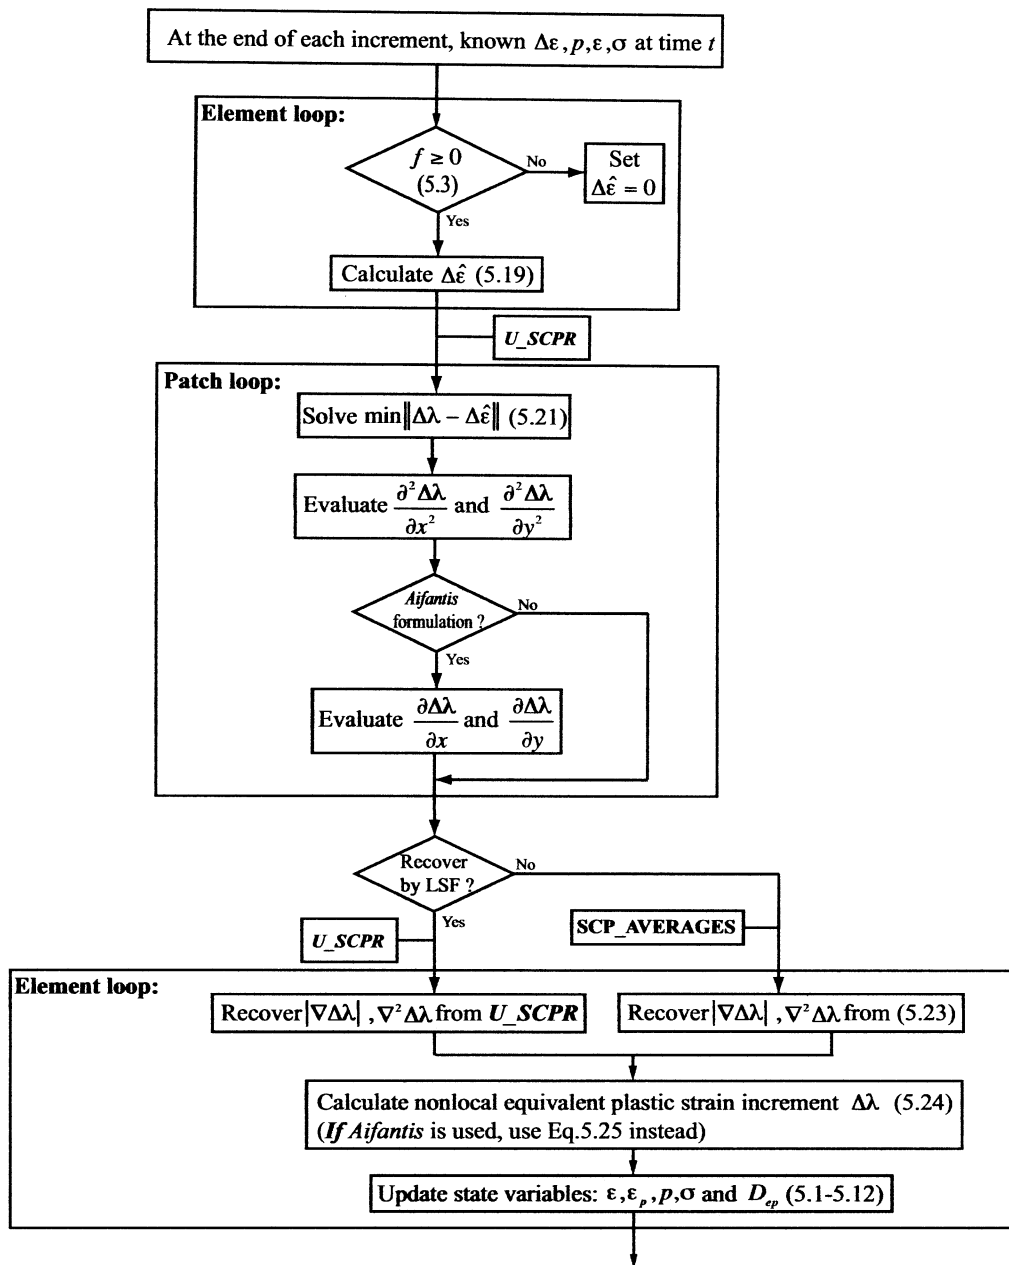 At the end of each increment, known Δε, p, ε, σ at time t
Element loop:
f ≥ 0
(5.3)
No
Set
Δε̂ = 0
Yes
Calculate Δε̂ (5.19)
U_SCPR
Patch loop:
Solve min‖Δλ − Δε̂‖ (5.21)
Evaluate ∂²Δλ/∂x² and ∂²Δλ/∂y²
Aifantis
formulation ?
No
Yes
Evaluate ∂Δλ/∂x and ∂Δλ/∂y
Recover
by LSF ?
No
Yes
U_SCPR
SCP_AVERAGES
Element loop:
Recover |∇Δλ| , ∇²Δλ from U_SCPR
Recover |∇Δλ| , ∇²Δλ from (5.23)
Calculate nonlocal equivalent plastic strain increment Δλ (5.24)
(If Aifantis is used, use Eq.5.25 instead)
Update state variables: ε, εₚ, p, σ and D_ep (5.1-5.12)